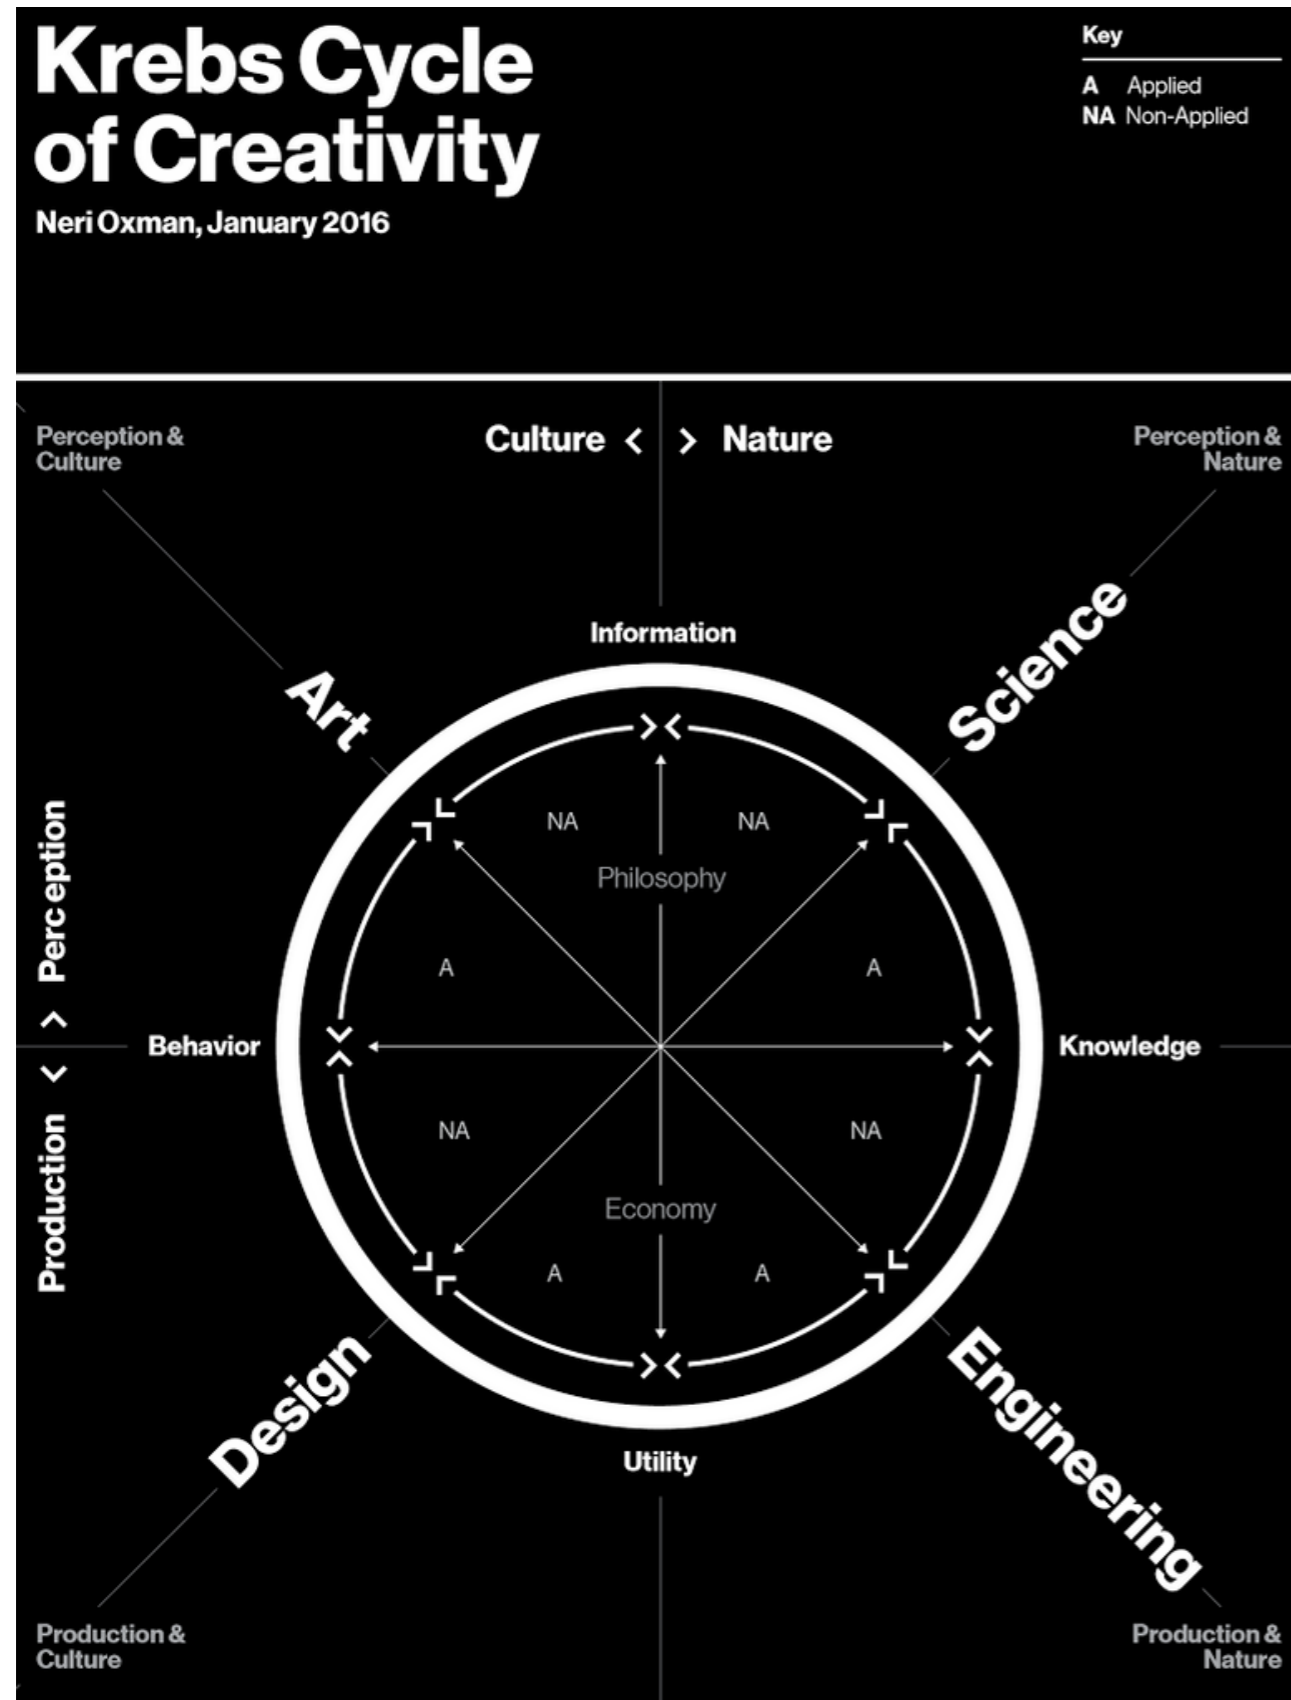 Krebs Cycle
of Creativity
Neri Oxman, January 2016
Key
A Applied
NA Non-Applied
Perception &
Culture
Culture < > Nature
Perception &
Nature
Information
Art
Science
NA
NA
Philosophy
Perception
A
A
Behavior
Knowledge
Production
NA
NA
Economy
A
A
Design
Engineering
Utility
Production &
Culture
Production &
Nature